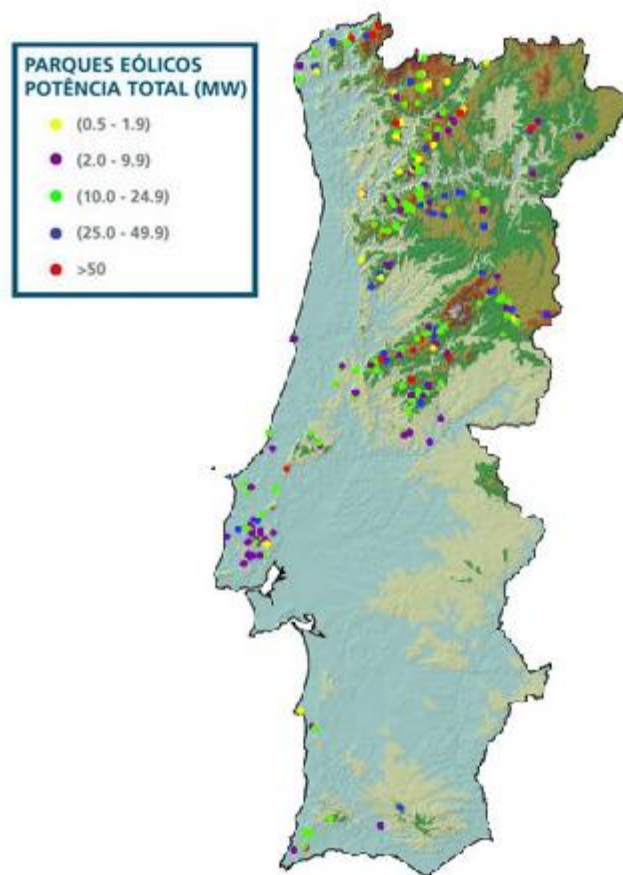 PARQUES EÓLICOS
POTÊNCIA TOTAL (MW)
(0.5 - 1.9)
(2.0 - 9.9)
(10.0 - 24.9)
(25.0 - 49.9)
>50